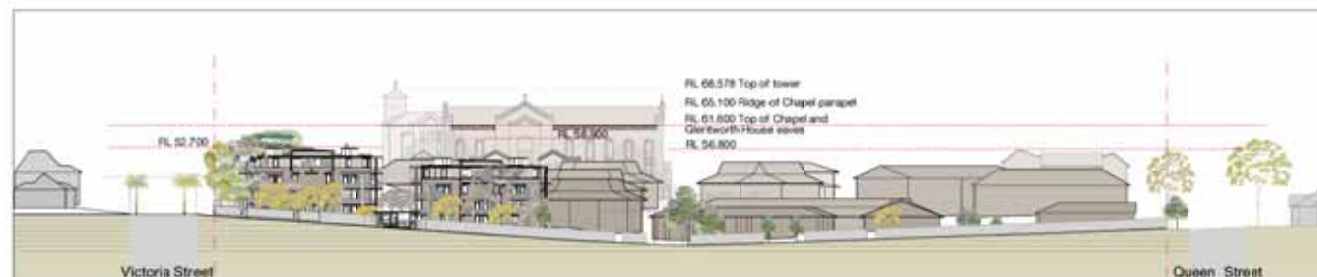 RL 66.578 Top of tower
RL 65.100 Ridge of Chapel parapet
RL 61.600 Top of Chapel and
Glentworth House eaves
RL 56.800
RL 52.700
Victoria Street
Queen Street